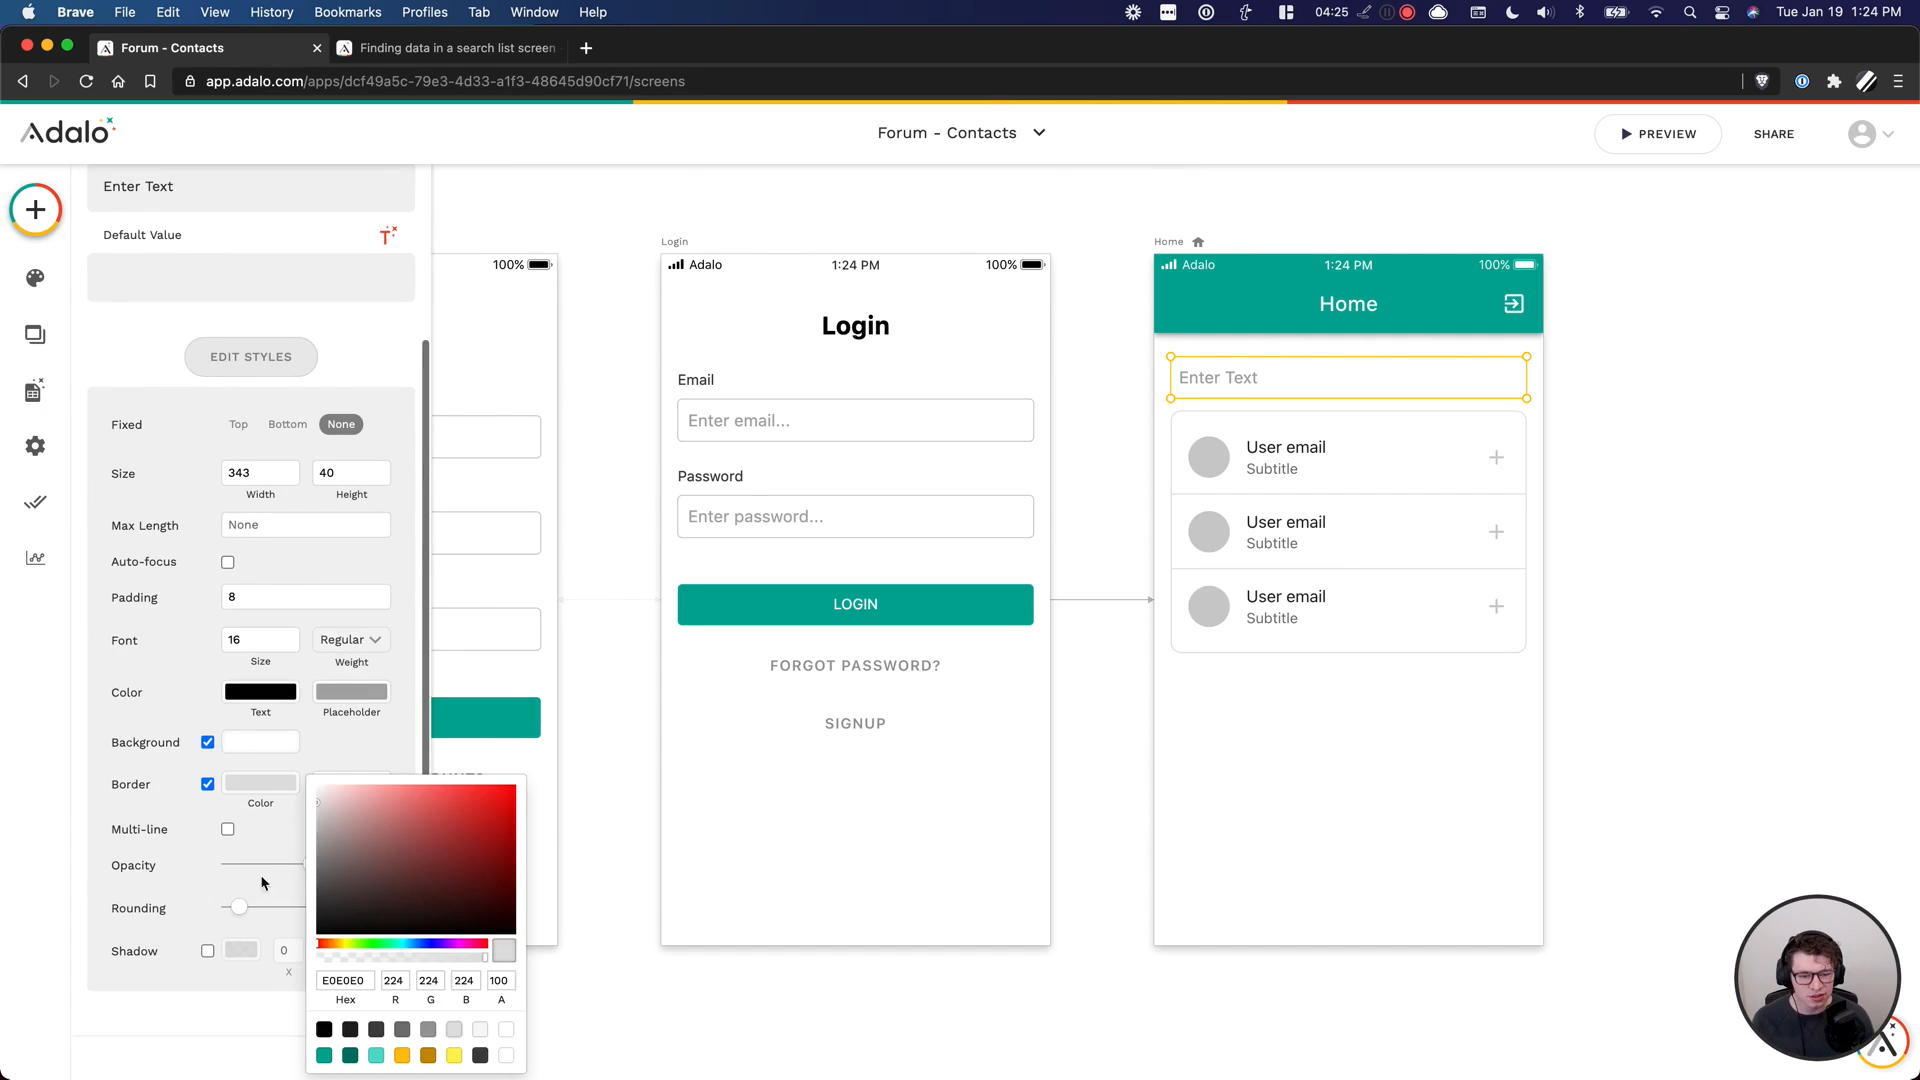 Brave File Edit View History Bookmarks Profiles Tab Window Help 04:25 Tue Jan 19 1:24 PM
Forum - Contacts
Finding data in a search list screen
app.adalo.com/apps/dcf49a5c-79e3-4d33-a1f3-48645d90cf71/screens
Adalo
Forum - Contacts
PREVIEW
SHARE
Enter Text
Default Value
EDIT STYLES
Fixed Top Bottom None
Size 343 40
Width Height
Max Length None
Auto-focus
Padding 8
Font 16 Regular
Size Weight
Color
Text Placeholder
Background
Border
Color
Multi-line
Opacity
Rounding
Shadow 0
X
E0E0E0 224 224 224 100
Hex R G B A
100%
Login
Adalo 1:24 PM 100%
Login
Email
Enter email...
Password
Enter password...
LOGIN
FORGOT PASSWORD?
SIGNUP
Home
Adalo 1:24 PM 100%
Home
Enter Text
User email
Subtitle
User email
Subtitle
User email
Subtitle